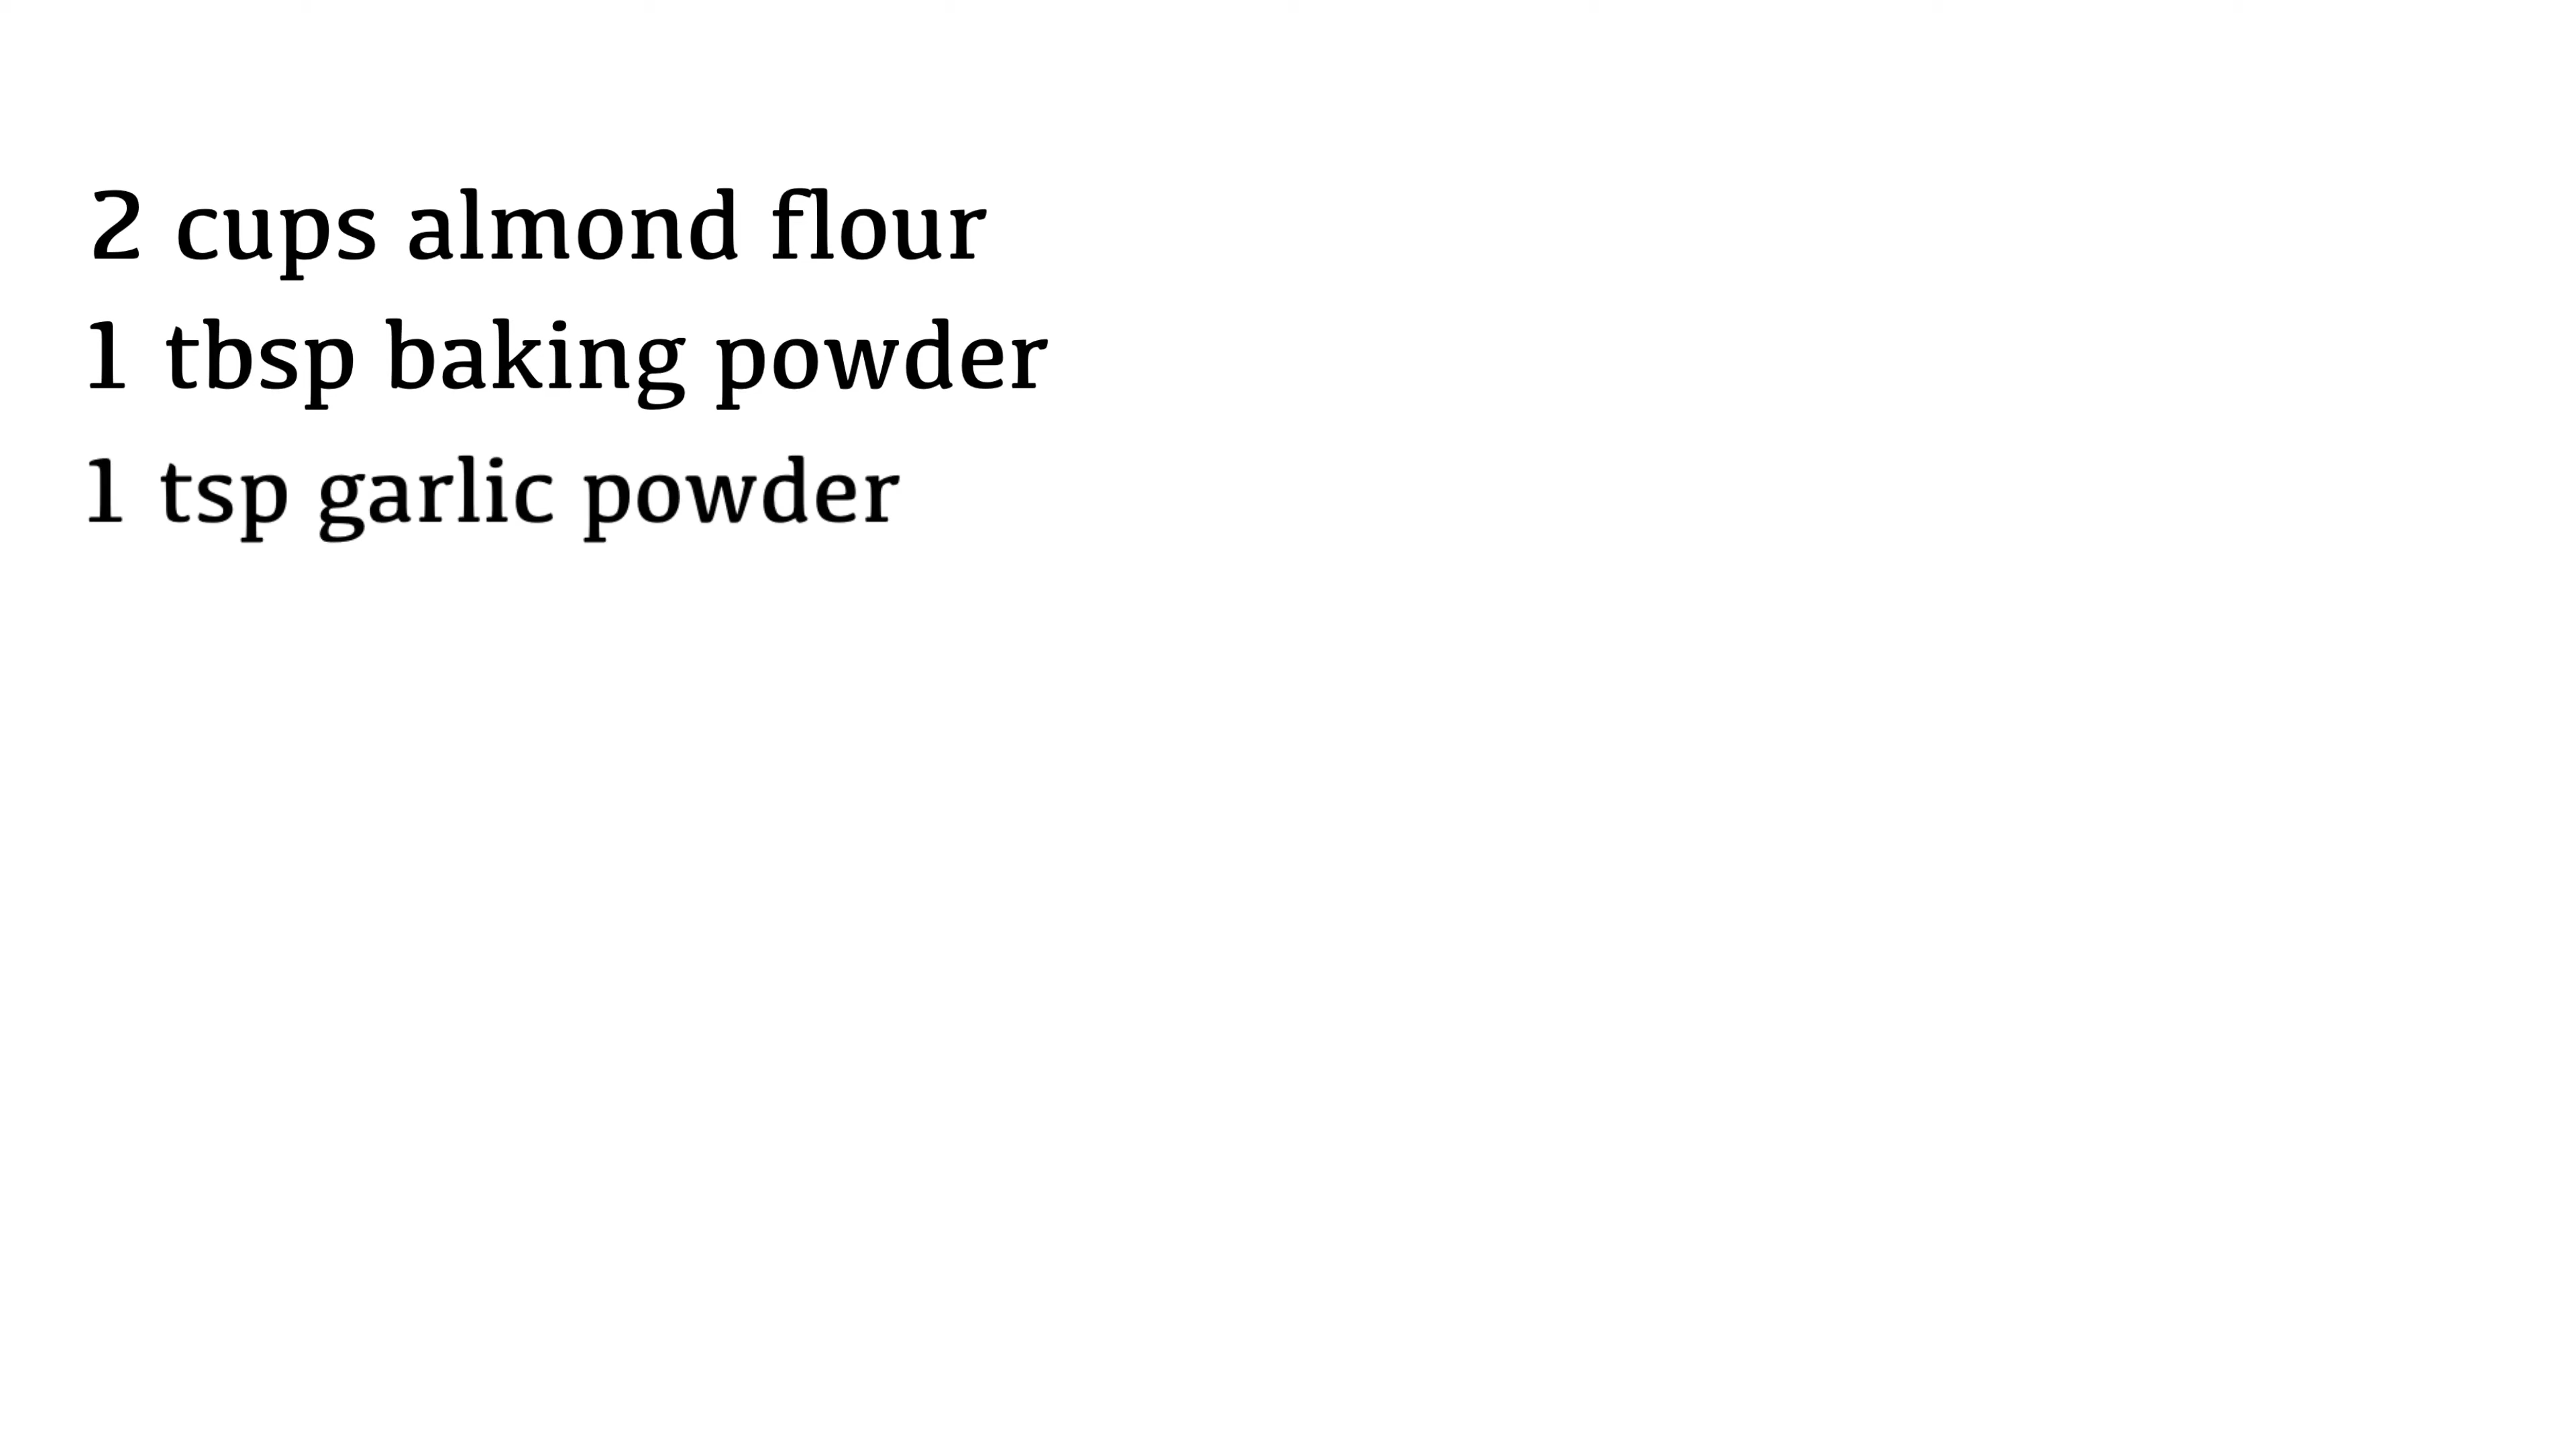 2 cups almond flour
1 tbsp baking powder
1 tsp garlic powder